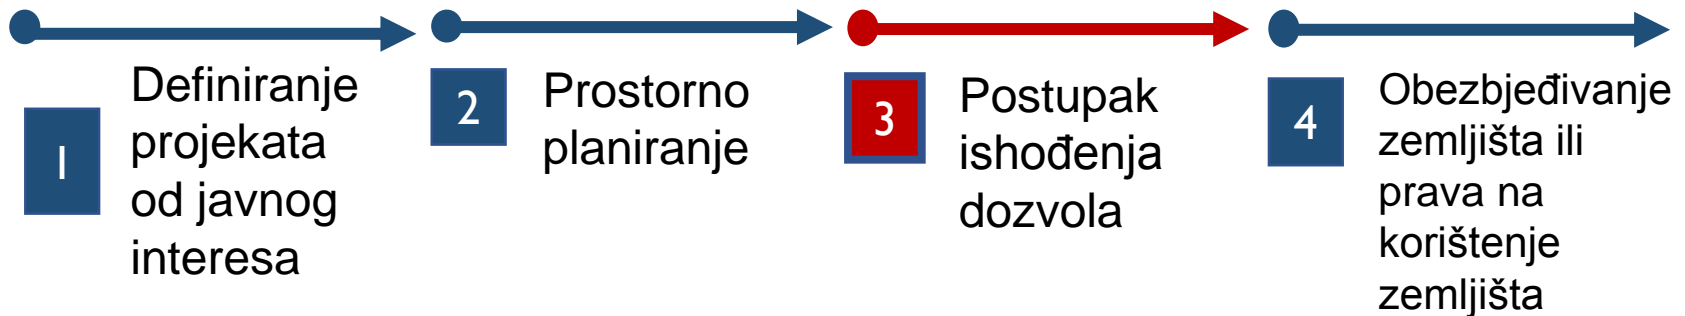 1
Definiranje
projekata
od javnog
interesa
2
Prostorno
planiranje
3
Postupak
ishođenja
dozvola
4
Obezbjeđivanje
zemljišta ili
prava na
korištenje
zemljišta